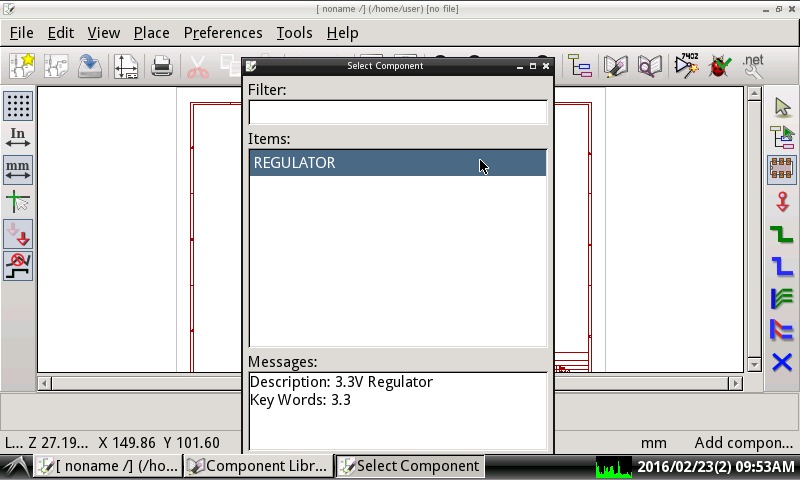 [ noname /] (/home/user) [no file]
File Edit View Place Preferences Tools Help
7402
.net
Select Component
Filter:
In
Items:
mm
REGULATOR
Messages:
Description: 3.3V Regulator
Key Words: 3.3
L... Z 27.19... X 149.86 Y 101.60 mm Add compon...
[ noname /] (/ho... Component Libr... Select Component 2016/02/23(2) 09:53AM